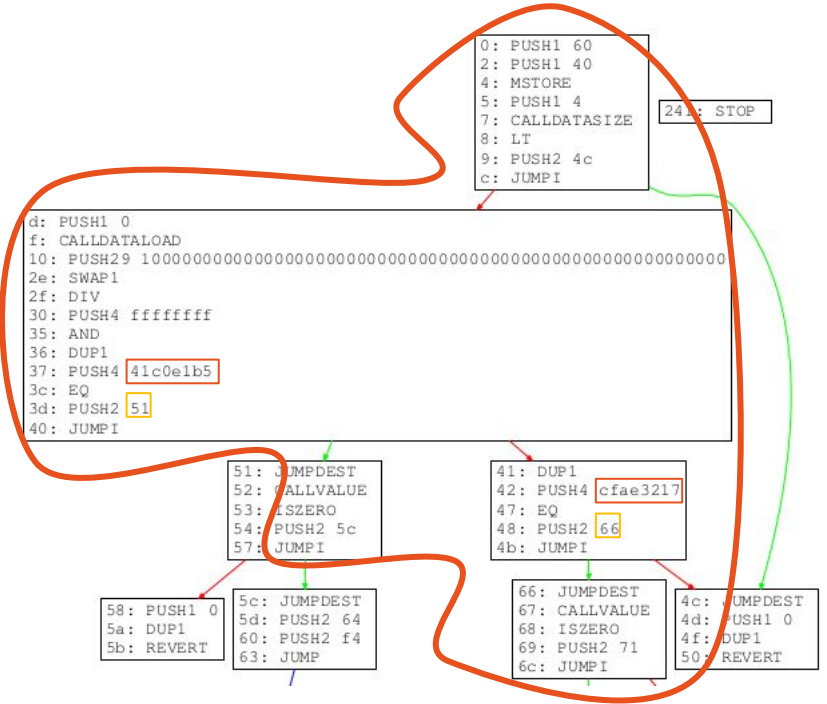 0: PUSH1 60
2: PUSH1 40
4: MSTORE
5: PUSH1 4
7: CALLDATASIZE
8: LT
9: PUSH2 4c
c: JUMPI
241: STOP
d: PUSH1 0
f: CALLDATALOAD
10: PUSH29 100000000000000000000000000000000000000000000000000000000
2e: SWAP1
2f: DIV
30: PUSH4 ffffffff
35: AND
36: DUP1
37: PUSH4 41c0e1b5
3c: EQ
3d: PUSH2 51
40: JUMPI
51: JUMPDEST
52: CALLVALUE
53: ISZERO
54: PUSH2 5c
57: JUMPI
41: DUP1
42: PUSH4 cfae3217
47: EQ
48: PUSH2 66
4b: JUMPI
58: PUSH1 0
5a: DUP1
5b: REVERT
5c: JUMPDEST
5d: PUSH2 64
60: PUSH2 f4
63: JUMP
66: JUMPDEST
67: CALLVALUE
68: ISZERO
69: PUSH2 71
6c: JUMPI
4c: JUMPDEST
4d: PUSH1 0
4f: DUP1
50: REVERT